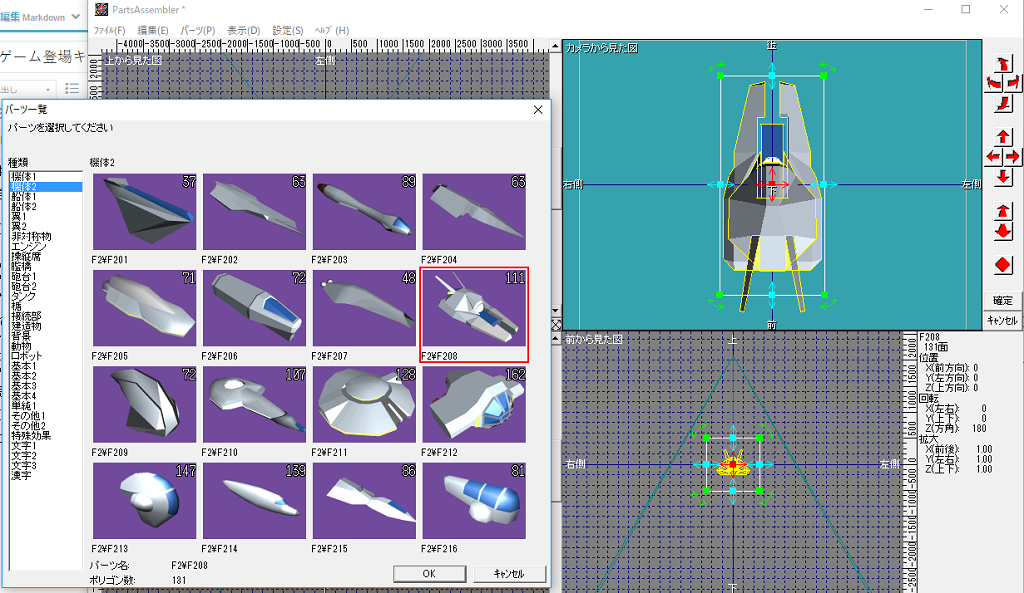 編集 Markdown
ゲーム登場キ
出し
PartsAssembler *
ﾌｧｲﾙ(F) 編集(E) パーツ(P) 表示(D) 設定(S) ﾍﾙﾌﾟ(H)
-4000-3500-3000-2500-2000-1500-1000-500 0 500 1000 1500 2000 2500 3000 3500
上から見た図
左側
カメラから見た図
後
右側
左側
下
前
確定
ｷｬﾝｾﾙ
パーツ一覧
パーツを選択してください
種類
機体1
機体2
船体1
船体2
翼1
翼2
非対称物
エンジン
操縦席
艦橋
砲台1
砲台2
タンク
楯
接続部
建造物
背景
動物
ロボット
基本1
基本2
基本3
基本4
単純1
その他1
その他2
特殊効果
文字1
文字2
文字3
漢字
機体2
37 63 89 63
F2¥F201 F2¥F202 F2¥F203 F2¥F204
71 72 48 111
F2¥F205 F2¥F206 F2¥F207 F2¥F208
72 107 128 162
F2¥F209 F2¥F210 F2¥F211 F2¥F212
147 139 86 81
F2¥F213 F2¥F214 F2¥F215 F2¥F216
パーツ名: F2¥F208
ポリゴン数: 131
OK ｷｬﾝｾﾙ
前から見た図
上
右側
左側
下
F208
131面
位置
X(前方向): 0
Y(左方向): 0
Z(上方向): 0
回転
X(左右): 0
Y(上下): 0
Z(方角): 180
拡大
X(前後): 1.00
Y(左右): 1.00
Z(上下): 1.00